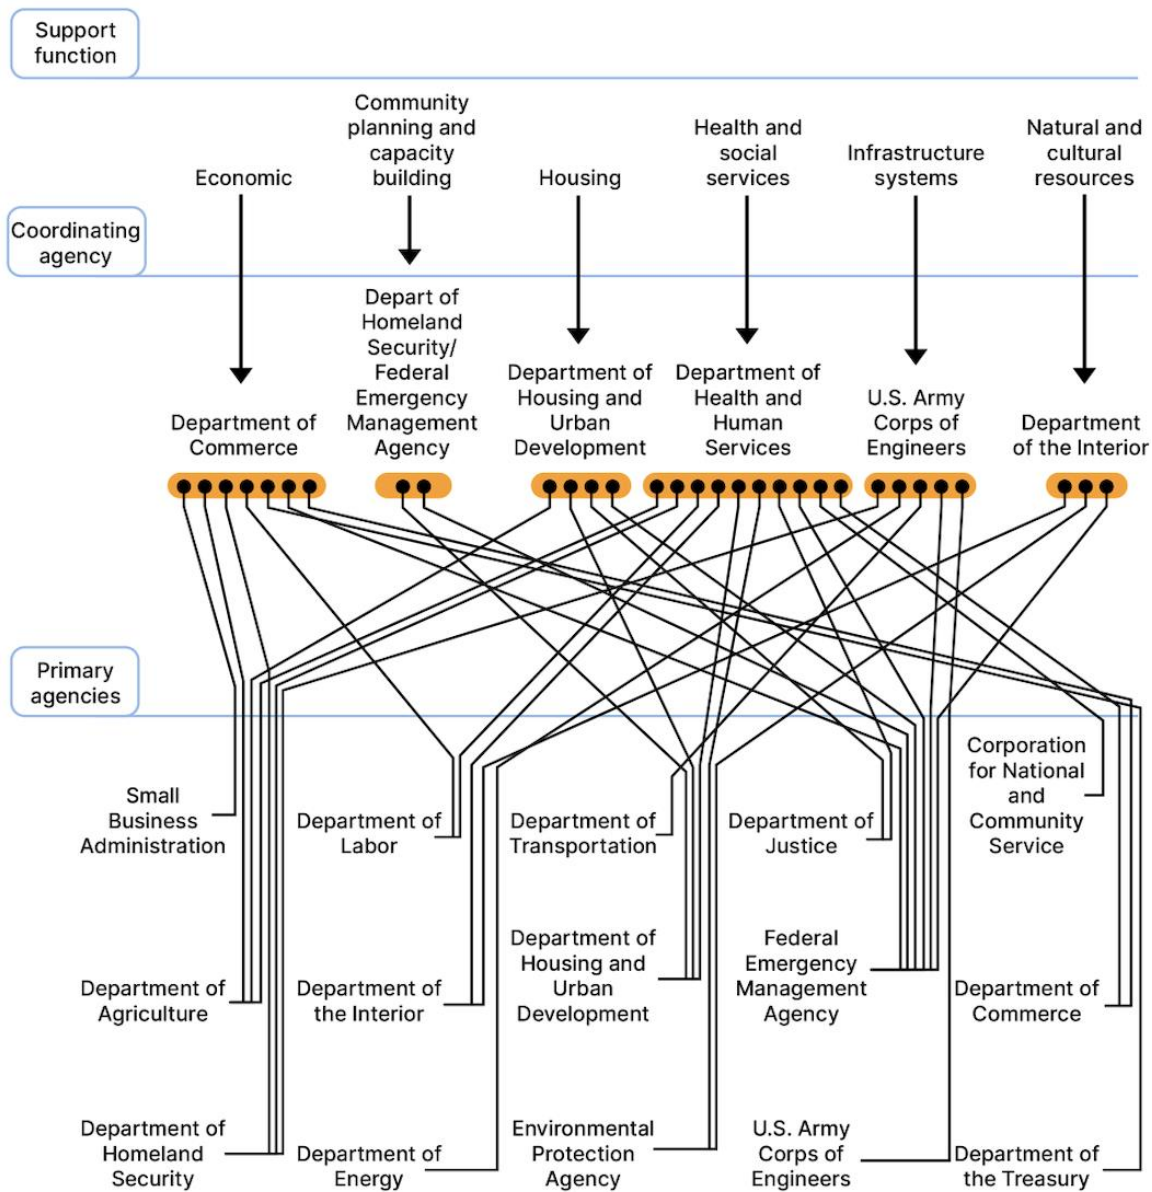 Support
function
Economic
Community
planning and
capacity
building
Housing
Health and
social
services
Infrastructure
systems
Natural and
cultural
resources
Coordinating
agency
Department of
Commerce
Depart of
Homeland
Security/
Federal
Emergency
Management
Agency
Department of
Housing and
Urban
Development
Department of
Health and
Human
Services
U.S. Army
Corps of
Engineers
Department
of the Interior
Primary
agencies
Small
Business
Administration
Department of
Labor
Department of
Transportation
Department of
Justice
Corporation
for National
and
Community
Service
Department of
Agriculture
Department of
the Interior
Department of
Housing and
Urban
Development
Federal
Emergency
Management
Agency
Department of
Commerce
Department of
Homeland
Security
Department of
Energy
Environmental
Protection
Agency
U.S. Army
Corps of
Engineers
Department of
the Treasury